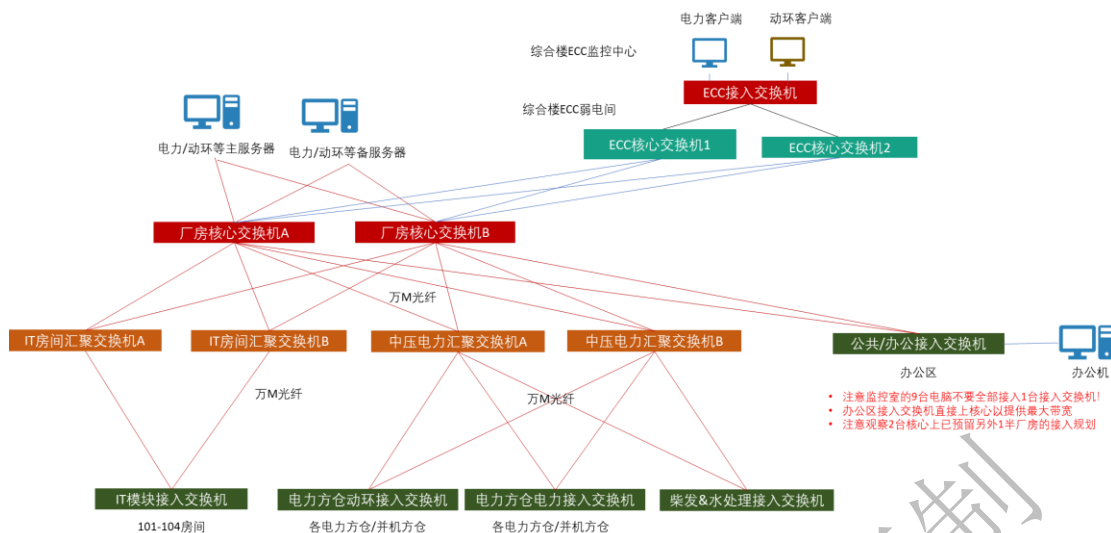 电力客户端
动环客户端
综合楼ECC监控中心
ECC接入交换机
综合楼ECC弱电间
ECC核心交换机1
ECC核心交换机2
电力/动环等主服务器
电力/动环等备服务器
厂房核心交换机A
厂房核心交换机B
万M光纤
IT房间汇聚交换机A
IT房间汇聚交换机B
中压电力汇聚交换机A
中压电力汇聚交换机B
公共/办公接入交换机
办公区
办公机
万M光纤
万M光纤
• 注意监控室的9台电脑不要全部接入1台接入交换机!
• 办公区接入交换机直接上核心以提供最大带宽
• 注意观察2台核心上已预留另外1半厂房的接入规划
IT模块接入交换机
电力方仓动环接入交换机
电力方仓电力接入交换机
柴发&水处理接入交换机
101-104房间
各电力方仓/并机方仓
各电力方仓/并机方仓
制